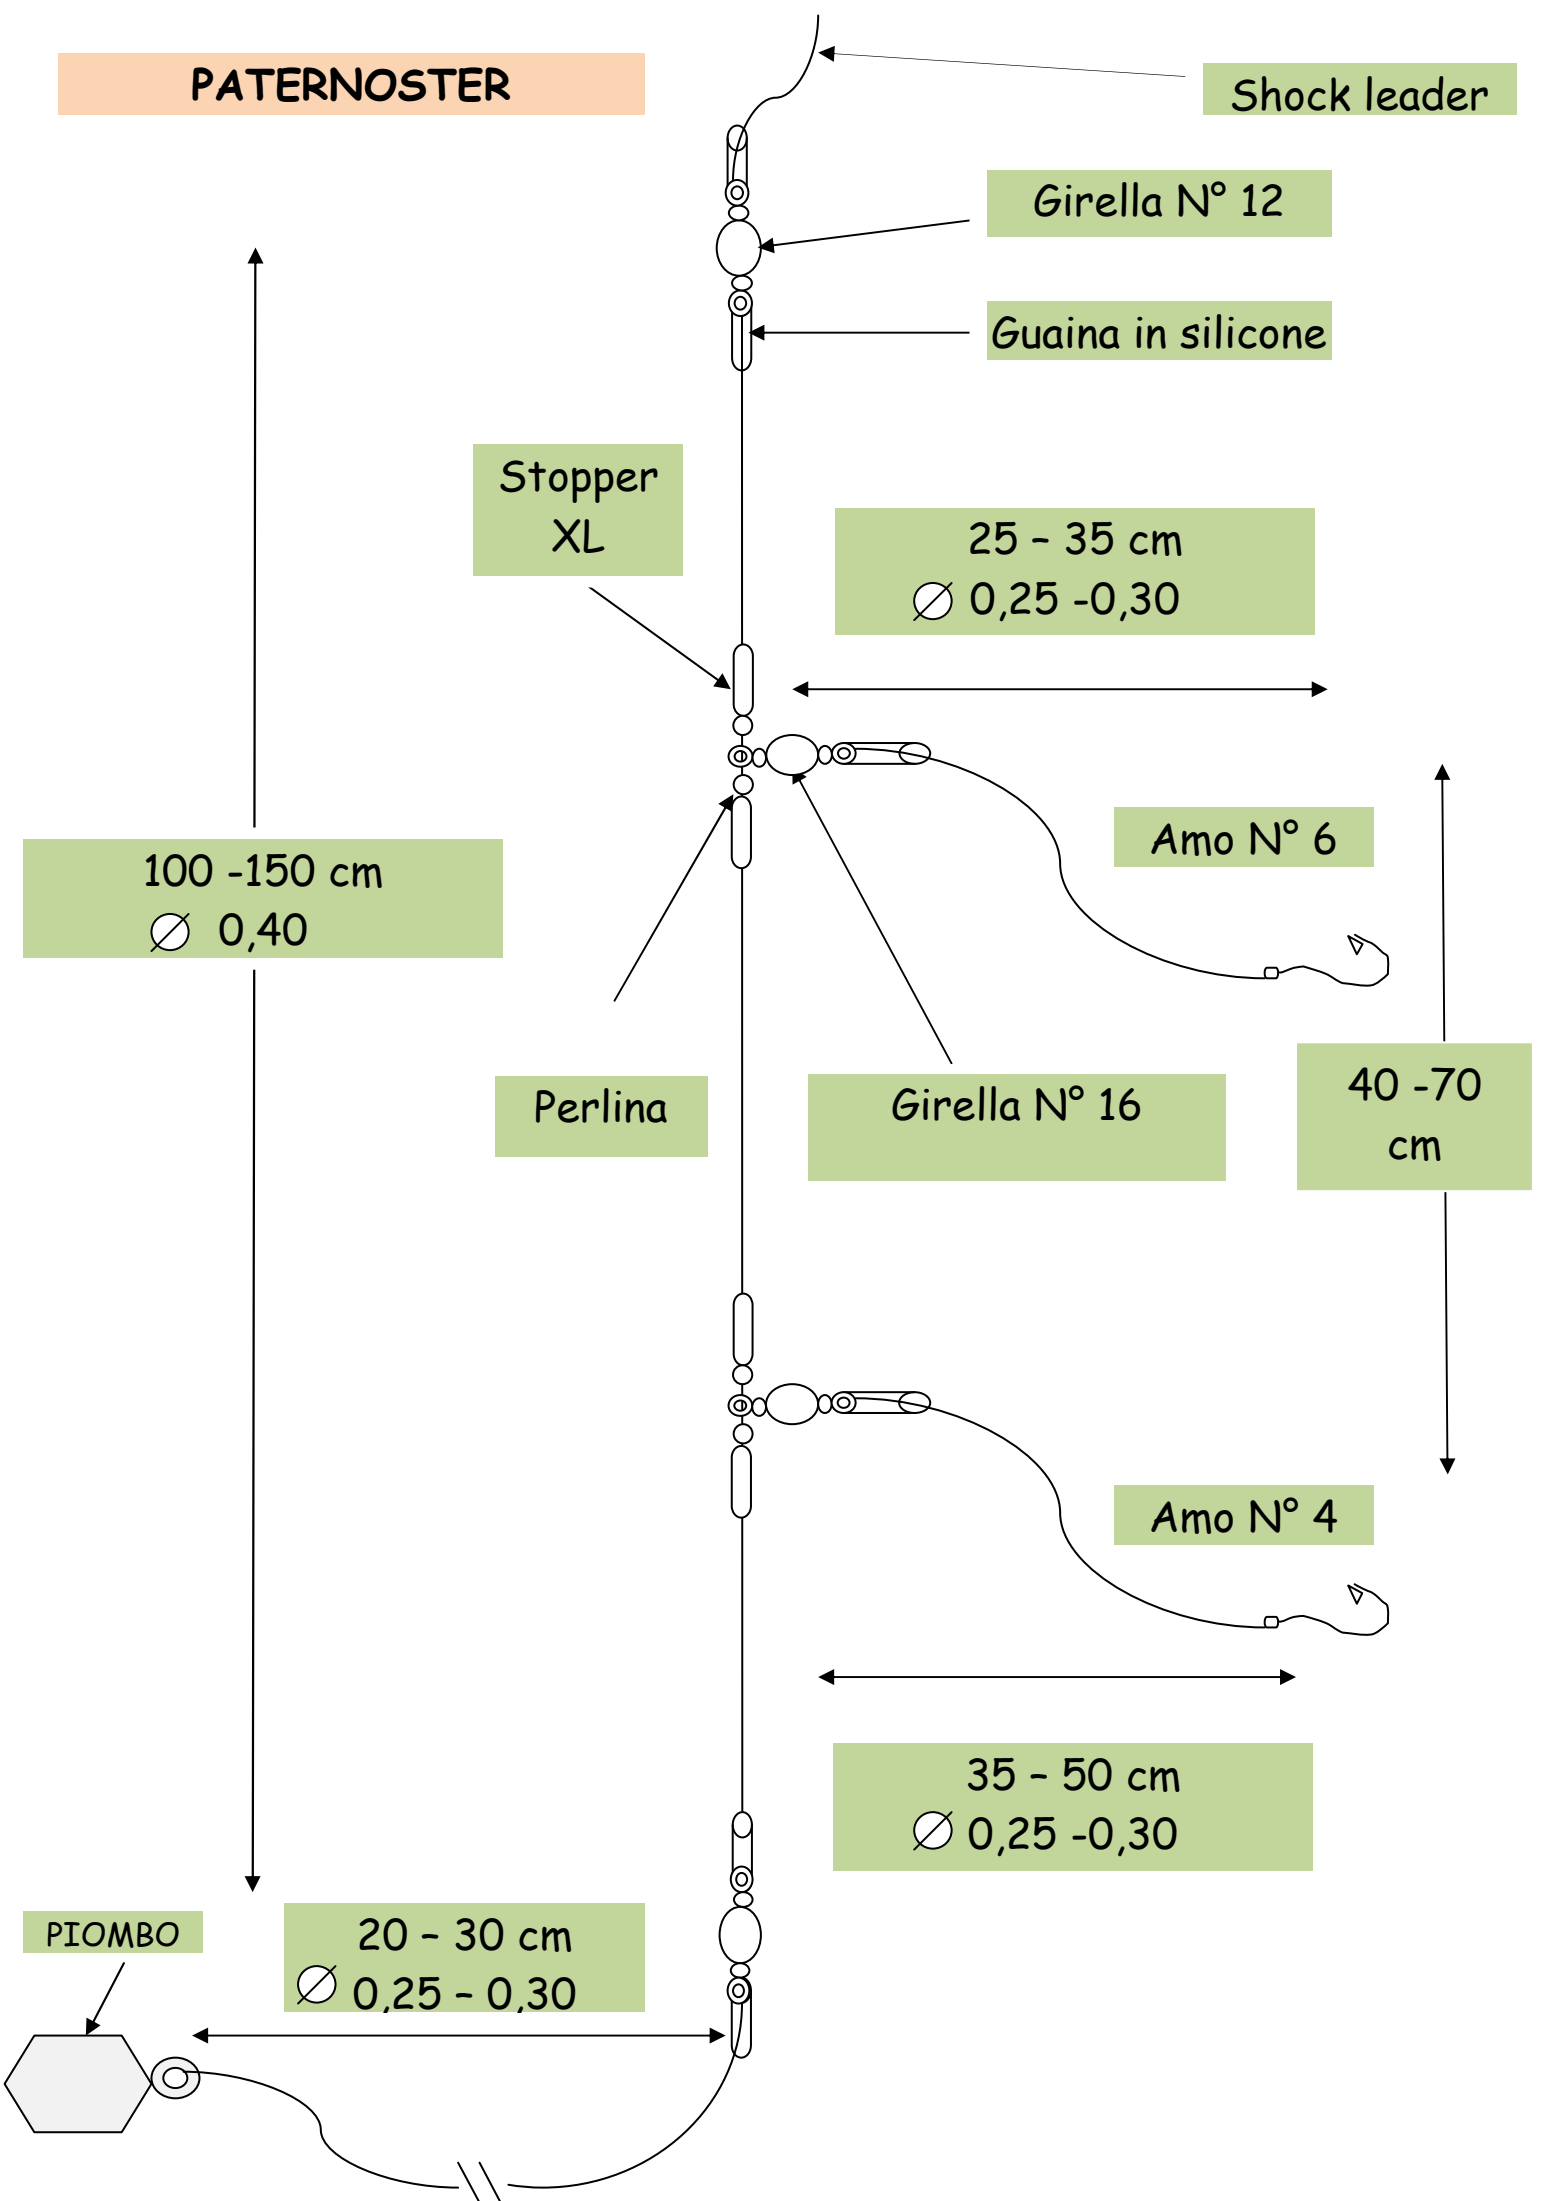 PATERNOSTER
Shock leader
Girella N° 12
Guaina in silicone
Stopper
XL
25 – 35 cm
0,25 -0,30
Amo N° 6
100 -150 cm
0,40
40 -70
cm
Perlina
Girella N° 16
Amo N° 4
35 – 50 cm
0,25 -0,30
PIOMBO
20 – 30 cm
0,25 – 0,30